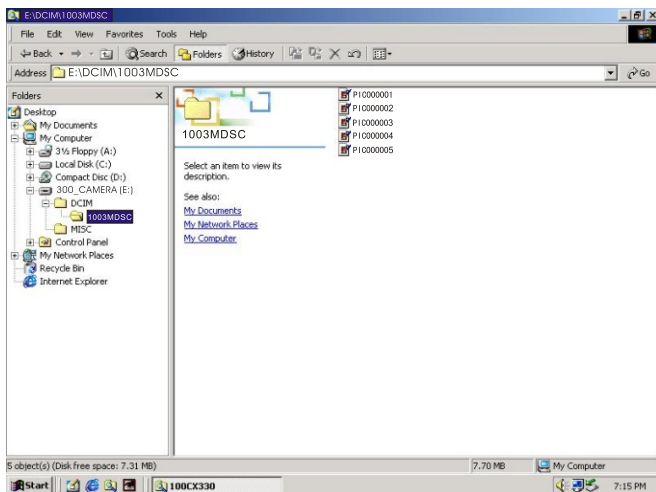 E:\DCIM\1003MDSC
File Edit View Favorites Tools Help
Back Search Folders History
Address E:\DCIM\1003MDSC Go
Folders
Desktop
My Documents
My Computer
3½ Floppy (A:)
Local Disk (C:)
Compact Disc (D:)
300_CAMERA (E:)
DCIM
1003MDSC
MISC
Control Panel
My Network Places
Recycle Bin
Internet Explorer
1003MDSC
Select an item to view its
description.
See also:
My Documents
My Network Places
My Computer
PIC000001
PIC000002
PIC000003
PIC000004
PIC000005
5 object(s) (Disk free space: 7.31 MB) 7.70 MB My Computer
Start 100CX330 7:15 PM